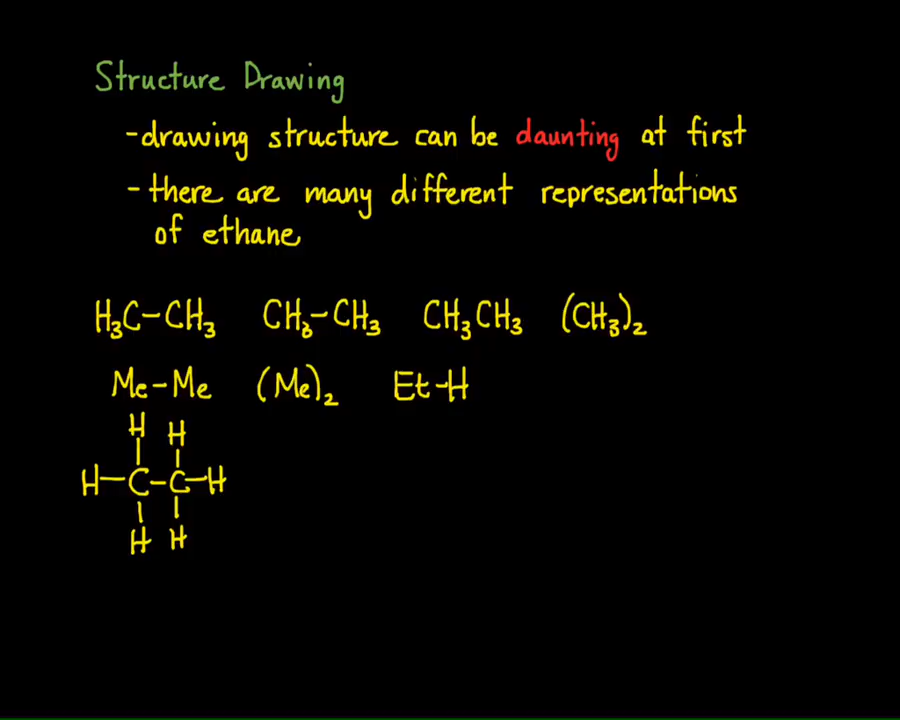 Structure Drawing
-drawing structure can be daunting at first
-there are many different representations
of ethane
H₃C-CH₃ CH₃-CH₃ CH₃CH₃ (CH₃)₂
Me-Me (Me)₂ Et-H
H H
H-C-C-H
H H